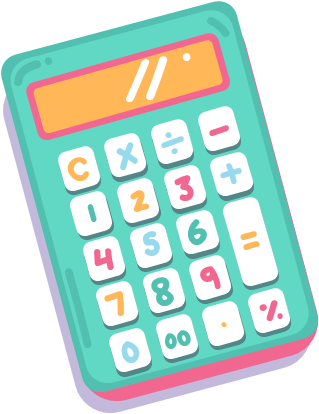 C × ÷ −
1 2 3 +
4 5 6 =
7 8 9
0 00 . %